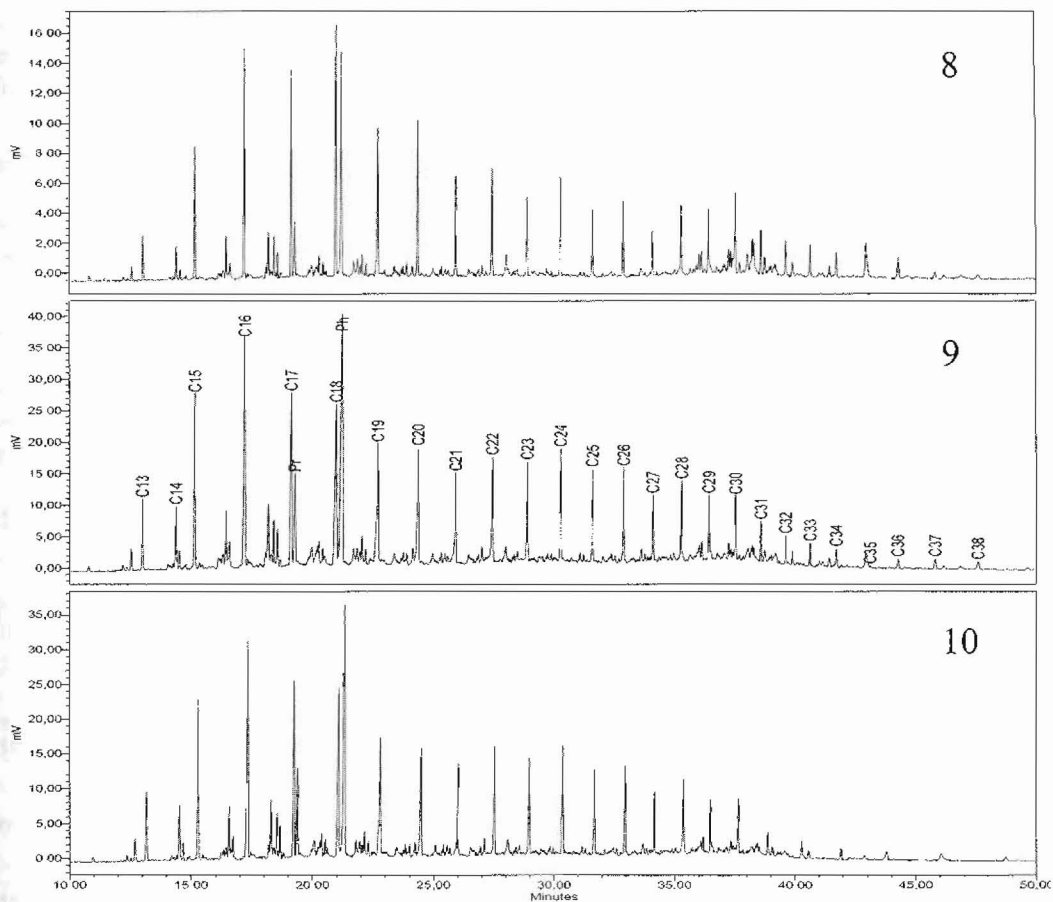 16 00
14,00
12,00
10 00
8 00
6,00
4,00
2,00
0,00
mV
8
40,00
35,00
30,00
25 00
20,00
15,00
10,00
5,00
0,00
mV
9
C13
C14
C15
C16
C17
Pr
C18
Ph
C19
C20
C21
C22
C23
C24
C25
C26
C27
C28
C29
C30
C31
C32
C33
C34
C35
C36
C37
C38
35,00
30,00
25,00
20,00
15,00
10,00
5,00
0 00
mV
10
10 00
15,00
20,00
25,00
30,00
35,00
40,00
45,00
50,00
Minutes